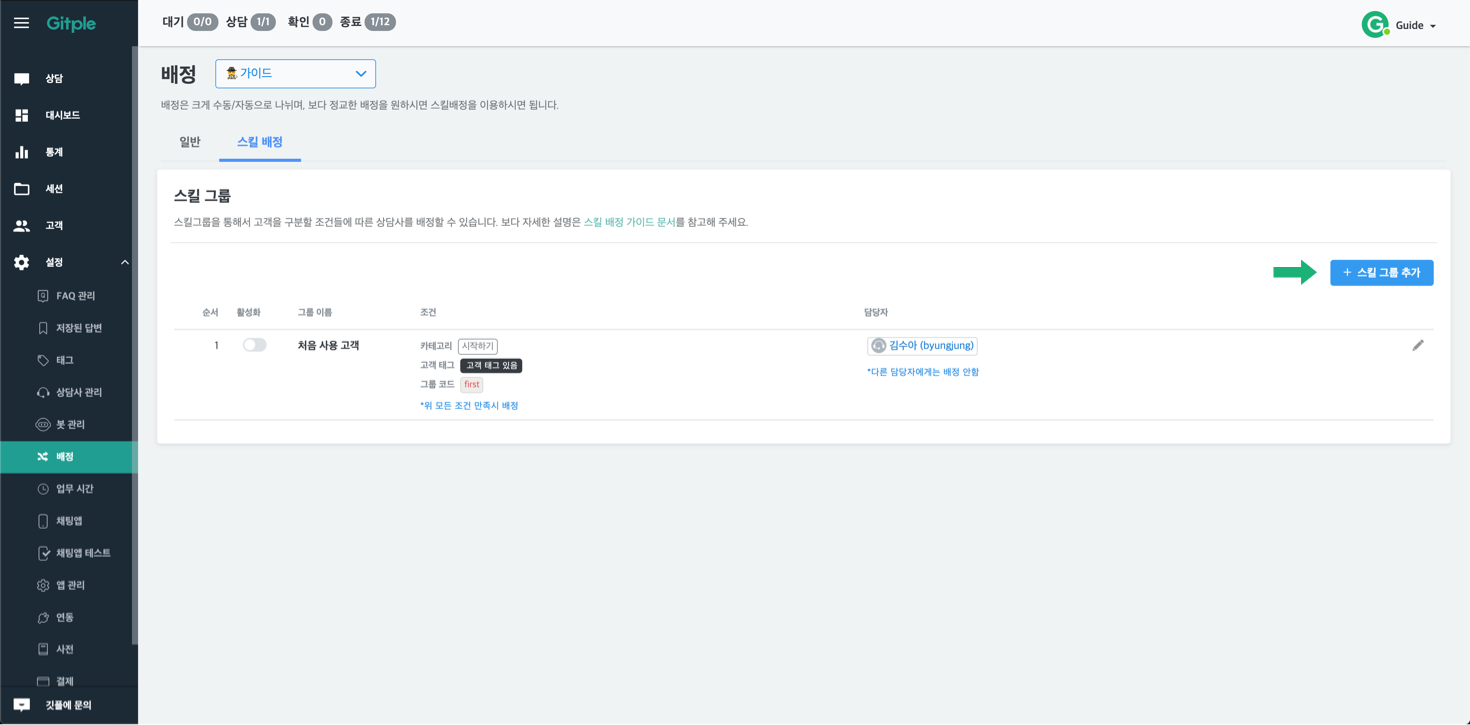 Gitple
대기 0/0 상담 1/1 확인 0 종료 1/12
Guide
상담
대시보드
통계
세션
고객
설정
FAQ 관리
저장된 답변
태그
상담사 관리
봇 관리
배정
업무 시간
채팅앱
채팅앱 테스트
앱 관리
연동
사전
결제
깃플에 문의
배정 가이드
배정은 크게 수동/자동으로 나뉘며, 보다 정교한 배정을 원하시면 스킬배정을 이용하시면 됩니다.
일반 스킬 배정
스킬 그룹
스킬그룹을 통해서 고객을 구분할 조건들에 따른 상담사를 배정할 수 있습니다. 보다 자세한 설명은 스킬 배정 가이드 문서를 참고해 주세요.
+ 스킬 그룹 추가
순서 활성화 그룹 이름 조건 담당자
1 처음 사용 고객 카테고리 시작하기 김수아 (byungjung)
고객 태그 고객 태그 있음 *다른 담당자에게는 배정 안함
그룹 코드 first
*위 모든 조건 만족시 배정